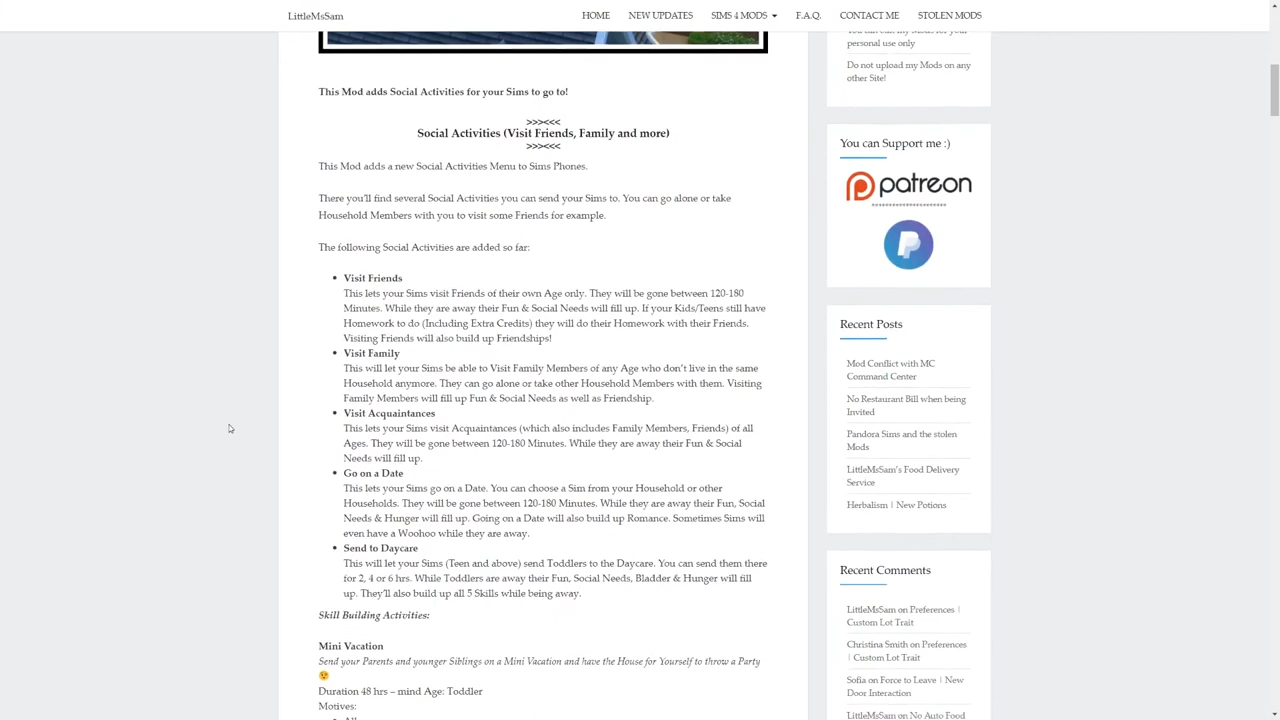 LittleMsSam
HOME NEW UPDATES SIMS 4 MODS F.A.Q. CONTACT ME STOLEN MODS
This Mod adds Social Activities for your Sims to go to!
>>><<<
Social Activities (Visit Friends, Family and more)
>>><<<
This Mod adds a new Social Activities Menu to Sims Phones.
There you'll find several Social Activities you can send your Sims to. You can go alone or take
Household Members with you to visit some Friends for example.
The following Social Activities are added so far:
• Visit Friends
This lets your Sims visit Friends of their own Age only. They will be gone between 120-180
Minutes. While they are away their Fun & Social Needs will fill up. If your Kids/Teens still have
Homework to do (Including Extra Credits) they will do their Homework with their Friends.
Visiting Friends will also build up Friendships!
• Visit Family
This will let your Sims be able to Visit Family Members of any Age who don't live in the same
Household anymore. They can go alone or take other Household Members with them. Visiting
Family Members will fill up Fun & Social Needs as well as Friendship.
• Visit Acquaintances
This lets your Sims visit Acquaintances (which also includes Family Members, Friends) of all
Ages. They will be gone between 120-180 Minutes. While they are away their Fun & Social
Needs will fill up.
• Go on a Date
This lets your Sims go on a Date. You can choose a Sim from your Household or other
Households. They will be gone between 120-180 Minutes. While they are away their Fun, Social
Needs & Hunger will fill up. Going on a Date will also build up Romance. Sometimes Sims will
even have a Woohoo while they are away.
• Send to Daycare
This will let your Sims (Teen and above) send Toddlers to the Daycare. You can send them there
for 2, 4 or 6 hrs. While Toddlers are away their Fun, Social Needs, Bladder & Hunger will fill
up. They'll also build up all 5 Skills while being away.
Skill Building Activities:
Mini Vacation
Send your Parents and younger Siblings on a Mini Vacation and have the House for Yourself to throw a Party
Duration 48 hrs – mind Age: Toddler
Motives:
personal use only
Do not upload my Mods on any
other Site!
You can Support me :)
patreon
Recent Posts
Mod Conflict with MC
Command Center
No Restaurant Bill when being
Invited
Pandora Sims and the stolen
Mods
LittleMsSam's Food Delivery
Service
Herbalism | New Potions
Recent Comments
LittleMsSam on Preferences |
Custom Lot Trait
Christina Smith on Preferences
| Custom Lot Trait
Sofia on Force to Leave | New
Door Interaction
LittleMsSam on No Auto Food